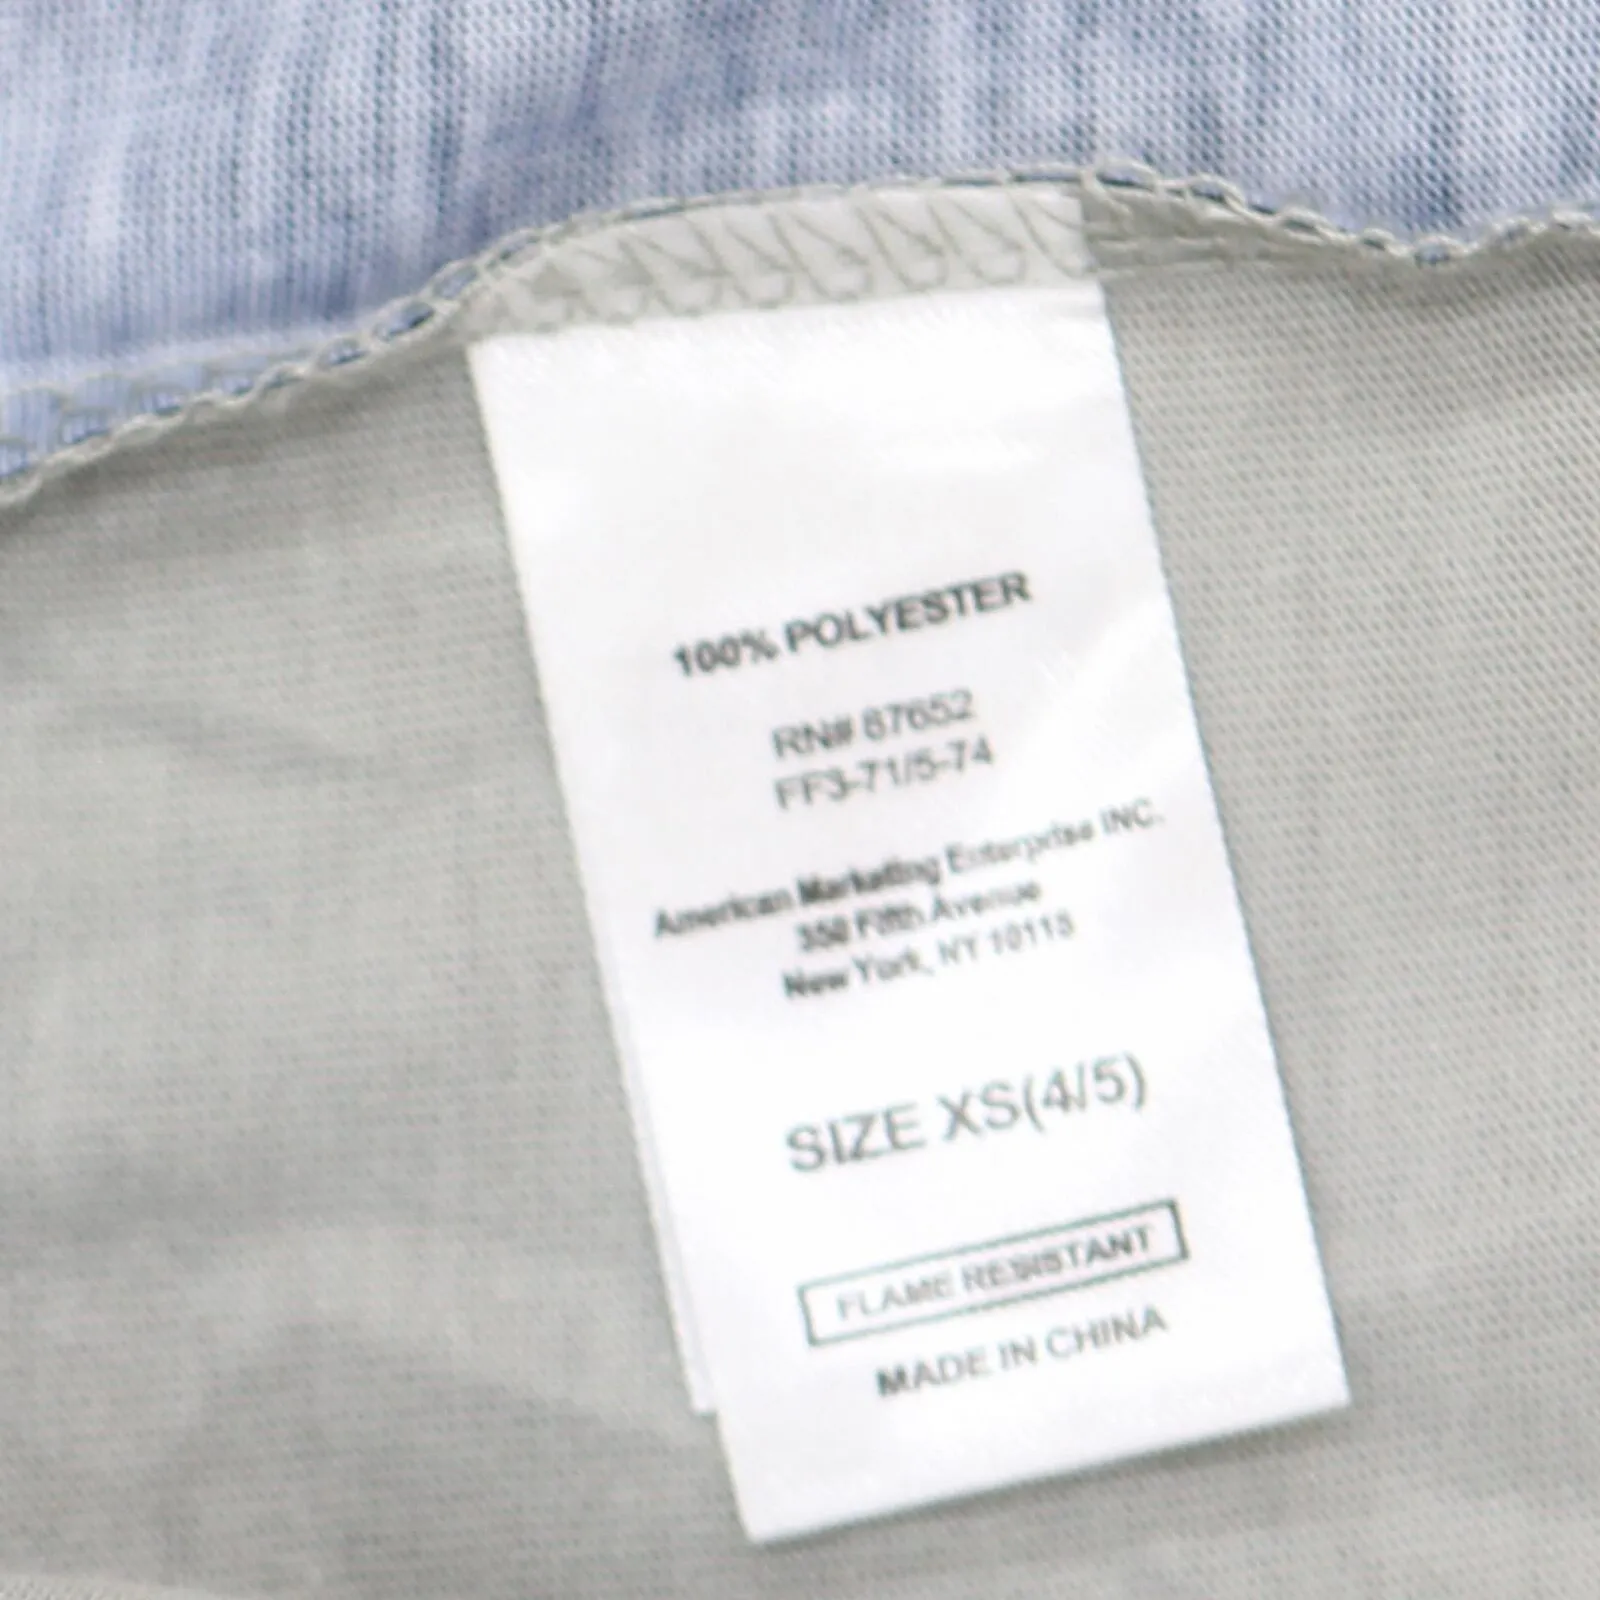 100% POLYESTER
RN# 87652
FF3-71/5-74
American Marketing Enterprise INC.
350 Fifth Avenue
New York, NY 10118
SIZE XS(4/5)
FLAME RESISTANT
MADE IN CHINA